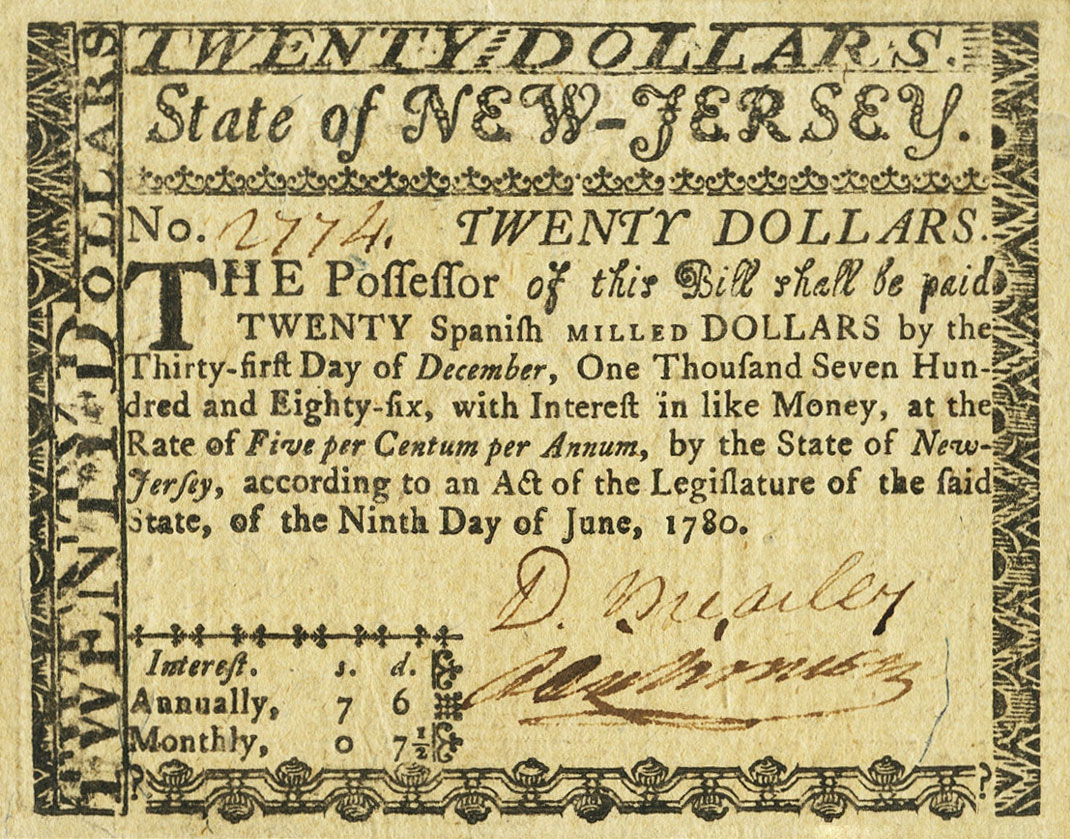 TWENTY DOLLARS.
TWENTY DOLLARS
State of NEW-JERSEY.
No. 2774. TWENTY DOLLARS.
THE Poſſeſſor of this Bill shall be paid
TWENTY Spaniſh MILLED DOLLARS by the
Thirty-firſt Day of December, One Thouſand Seven Hun-
dred and Eighty-ſix, with Intereſt in like Money, at the
Rate of Five per Centum per Annum, by the State of New-
Jerſey, according to an Act of the Legiſlature of the ſaid
State, of the Ninth Day of June, 1780.
D. Brearley
Intereſt. s. d.
Annually, 7 6
Monthly, 0 7½